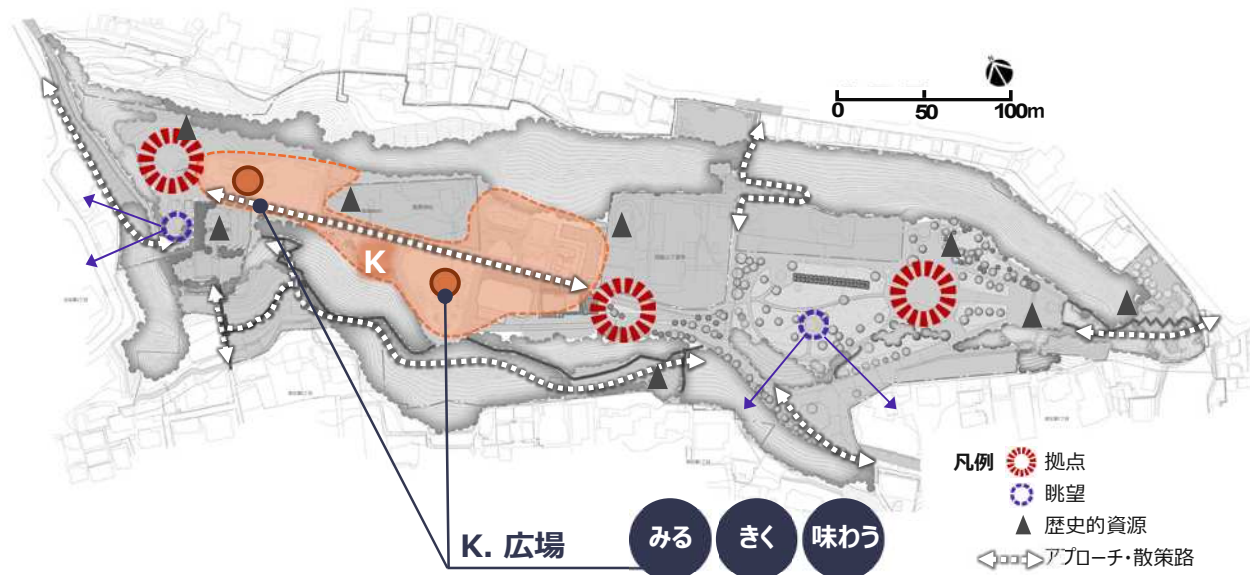 0 50 100m
K
K. 広場
みる
きく
味わう
凡例
拠点
眺望
歴史的資源
アプローチ・散策路